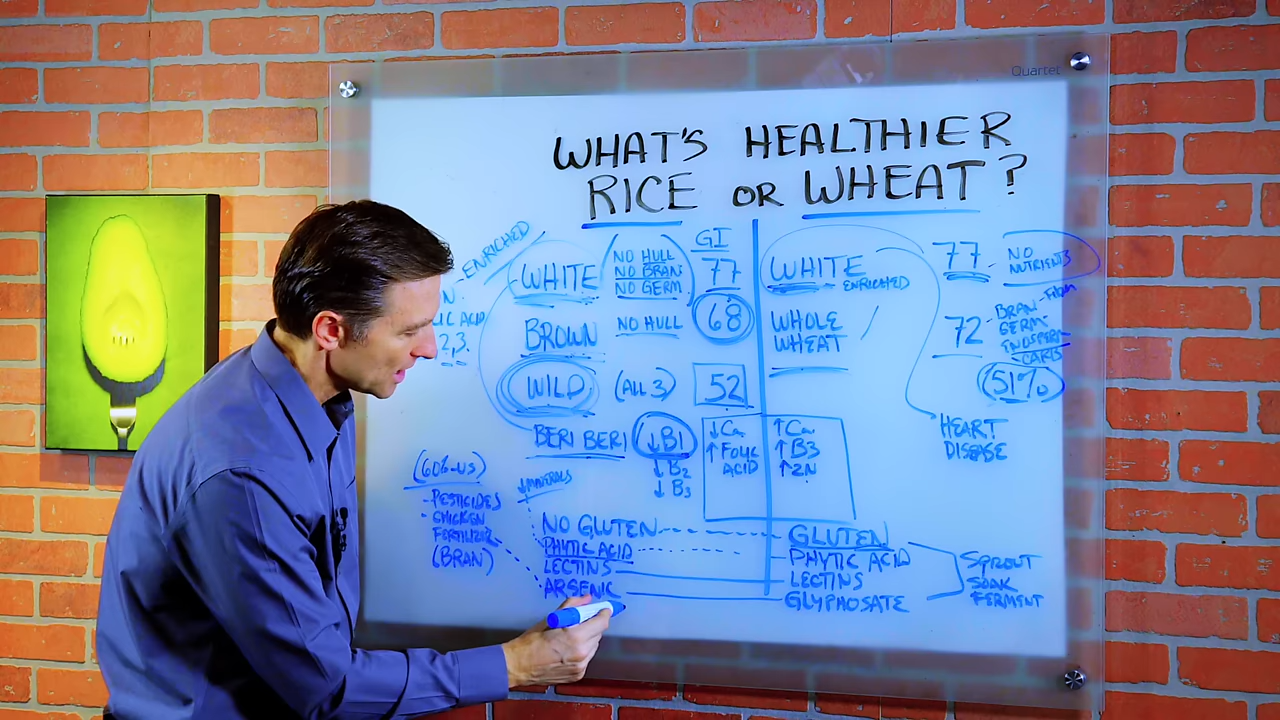 Quartet
WHAT'S HEALTHIER
RICE OR WHEAT?
ENRICHED
WHITE
(NO HULL
NO BRAN
NO GERM)
GI
77
BROWN
NO HULL
68
WILD
(ALL 3)
52
BERI BERI
↓B1
↓B2
↓B3
↓Ca
↑FOLIC
ACID
2,3.
(60%-US)
-PESTICIDES
-CHICKEN
FERTILIZER
(BRAN)
↓MINERALS
NO GLUTEN
PHYTIC ACID
LECTINS
ARSENIC
WHITE
ENRICHED
77
NO
NUTRIENTS
WHOLE
WHEAT
72
-BRAN-FIBER
GERM
ENDOSPERM
CARBS
51%
↑Ca
↑B3
↑ZN
HEART
DISEASE
GLUTEN
PHYTIC ACID
LECTINS
GLYPHOSATE
SPROUT
SOAK
FERMENT